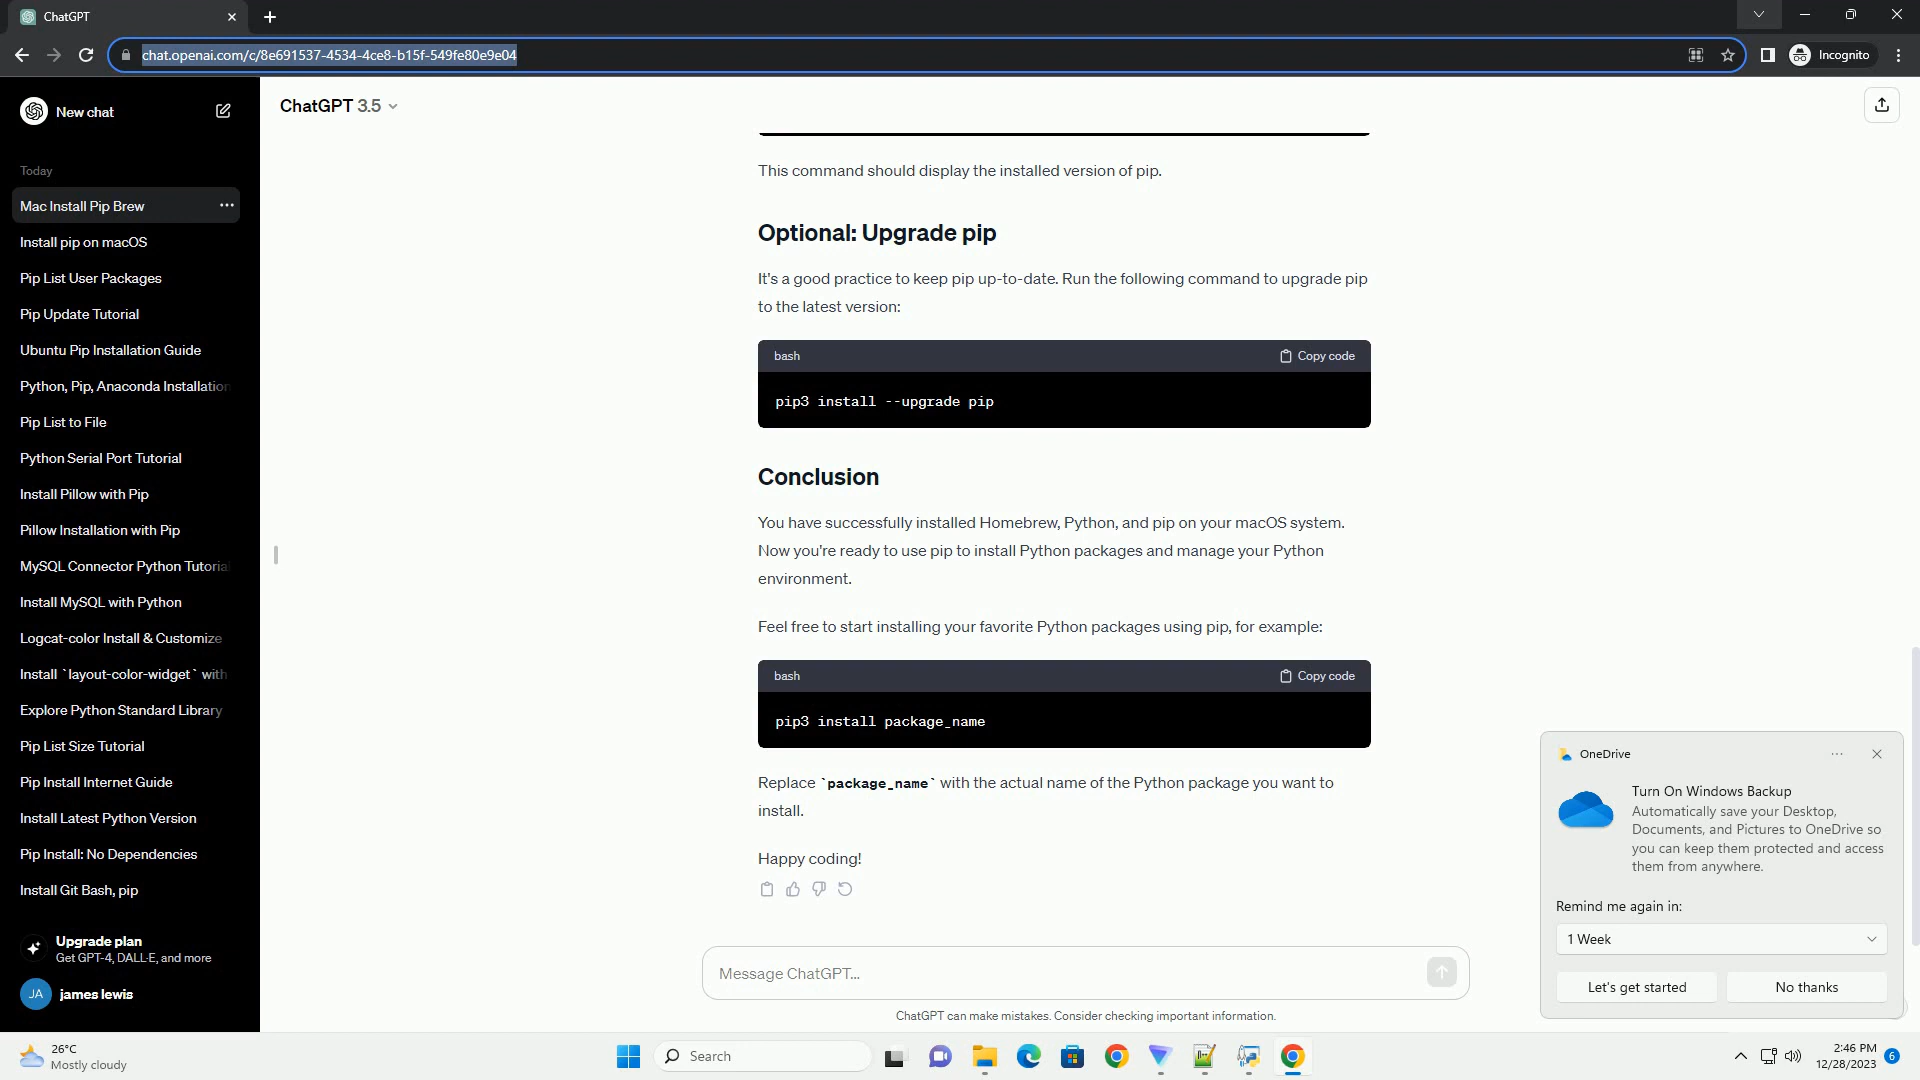 ChatGPT
chat.openai.com/c/8e691537-4534-4ce8-b15f-549fe80e9e04
Incognito
New chat
ChatGPT 3.5
Today
Mac Install Pip Brew
Install pip on macOS
Pip List User Packages
Pip Update Tutorial
Ubuntu Pip Installation Guide
Python, Pip, Anaconda Installation
Pip List to File
Python Serial Port Tutorial
Install Pillow with Pip
Pillow Installation with Pip
MySQL Connector Python Tutoria
Install MySQL with Python
Logcat-color Install & Customize
Install `layout-color-widget` with
Explore Python Standard Library
Pip List Size Tutorial
Pip Install Internet Guide
Install Latest Python Version
Pip Install: No Dependencies
Install Git Bash, pip
Upgrade plan
Get GPT-4, DALL·E, and more
JA james lewis
This command should display the installed version of pip.
Optional: Upgrade pip
It's a good practice to keep pip up-to-date. Run the following command to upgrade pip
to the latest version:
bash Copy code
pip3 install --upgrade pip
Conclusion
You have successfully installed Homebrew, Python, and pip on your macOS system.
Now you're ready to use pip to install Python packages and manage your Python
environment.
Feel free to start installing your favorite Python packages using pip, for example:
bash Copy code
pip3 install package_name
Replace `package_name` with the actual name of the Python package you want to
install.
Happy coding!
Message ChatGPT...
ChatGPT can make mistakes. Consider checking important information.
OneDrive
Turn On Windows Backup
Automatically save your Desktop,
Documents, and Pictures to OneDrive so
you can keep them protected and access
them from anywhere.
Remind me again in:
1 Week
Let's get started No thanks
26°C
Mostly cloudy
Search
2:46 PM
12/28/2023
6